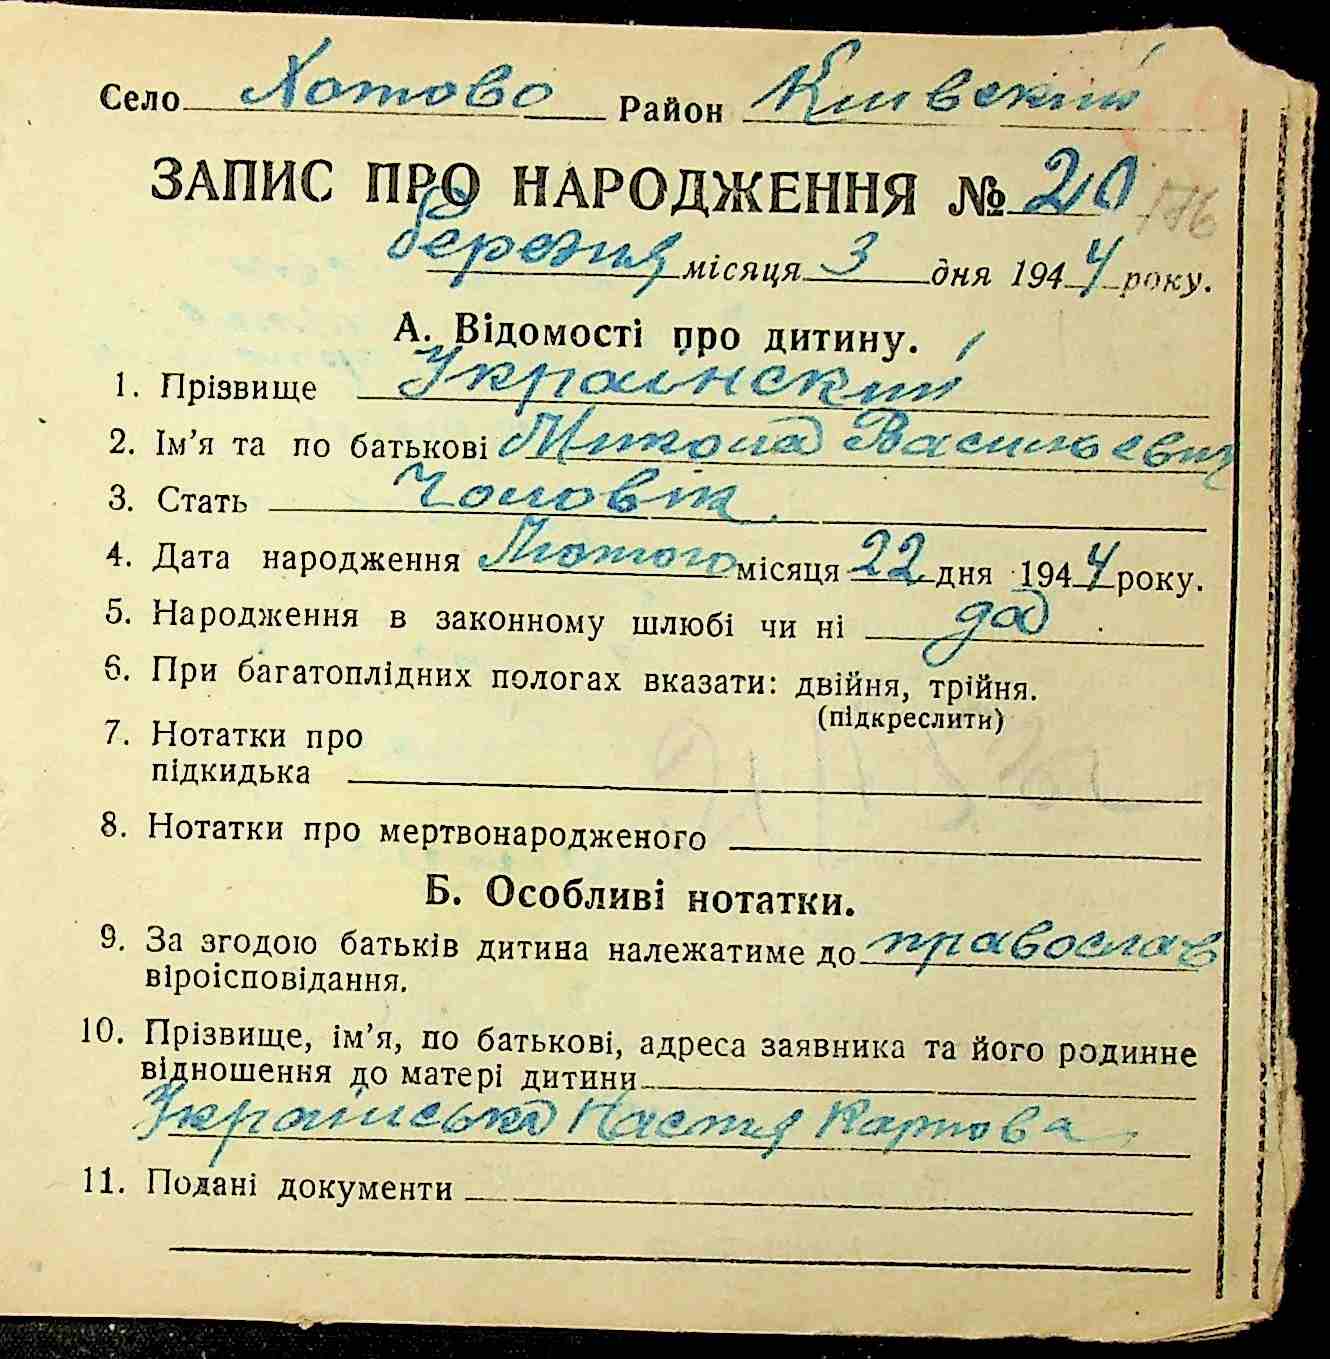 Село Хотово Район Київский
ЗАПИС ПРО НАРОДЖЕННЯ № 20 176
березня місяця 3 дня 1944 року.
А. Відомості про дитину.
1. Прізвище Украінский
2. Ім'я та по батькові Микола Васильевич
3. Стать Чоловік
4. Дата народження Лютого місяця 22 дня 1944 року.
5. Народження в законному шлюбі чи ні да
6. При багатоплідних пологах вказати: двійня, трійня.
(підкреслити)
7. Нотатки про
підкидька
8. Нотатки про мертвонародженого
Б. Особливі нотатки.
9. За згодою батьків дитина належатиме до православ
віроісповідання.
10. Прізвище, ім'я, по батькові, адреса заявника та його родинне
відношення до матері дитини
Українська Настя Карпова
11. Подані документи